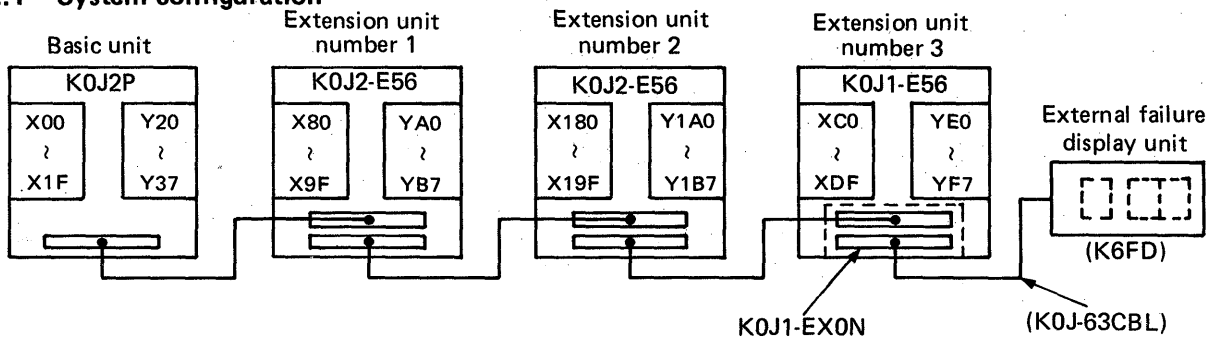 System configuration
Basic unit
Extension unit
number 1
Extension unit
number 2
Extension unit
number 3
K0J2P
K0J2-E56
K0J2-E56
K0J1-E56
X00
≀
X1F
Y20
≀
Y37
X80
≀
X9F
YA0
≀
YB7
X180
≀
X19F
Y1A0
≀
Y1B7
XC0
≀
XDF
YE0
≀
YF7
External failure
display unit
(K6FD)
K0J1-EX0N
(K0J-63CBL)